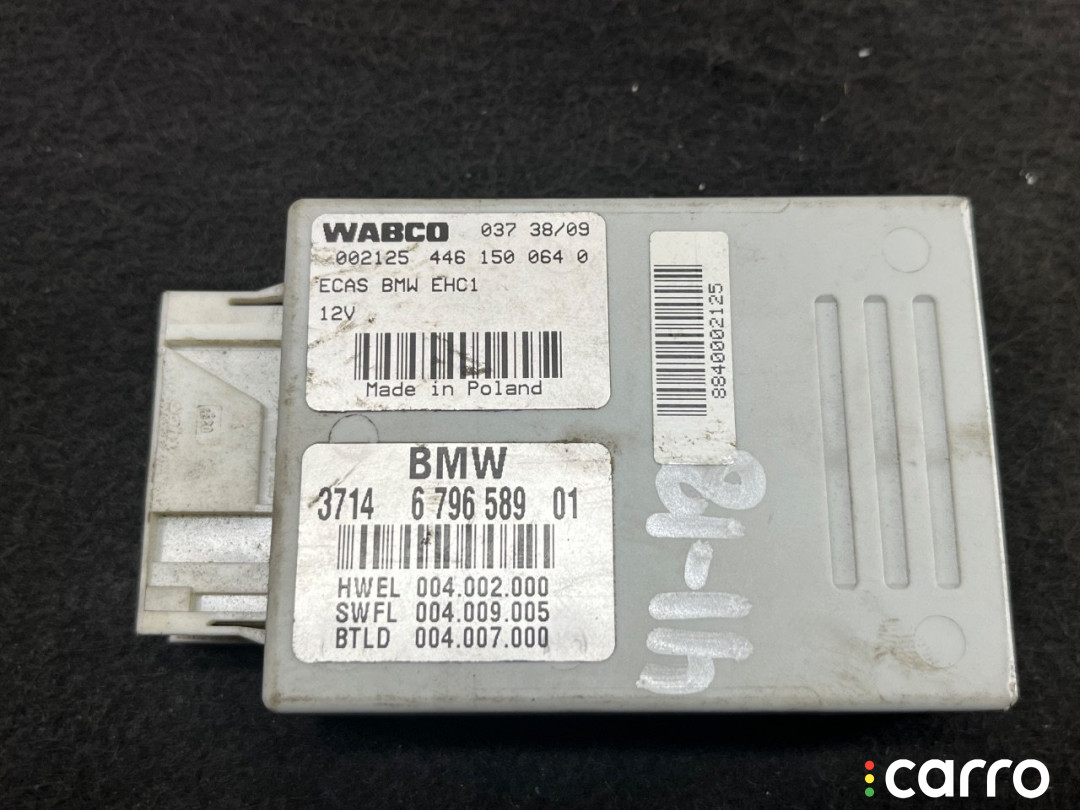 WABCO 037 38/09
002125 446 150 064 0
ECAS BMW EHC1
12V
Made in Poland
8840002125
BMW
3714 6 796 589 01
HWEL 004.002.000
SWFL 004.009.005
BTLD 004.007.000
carro